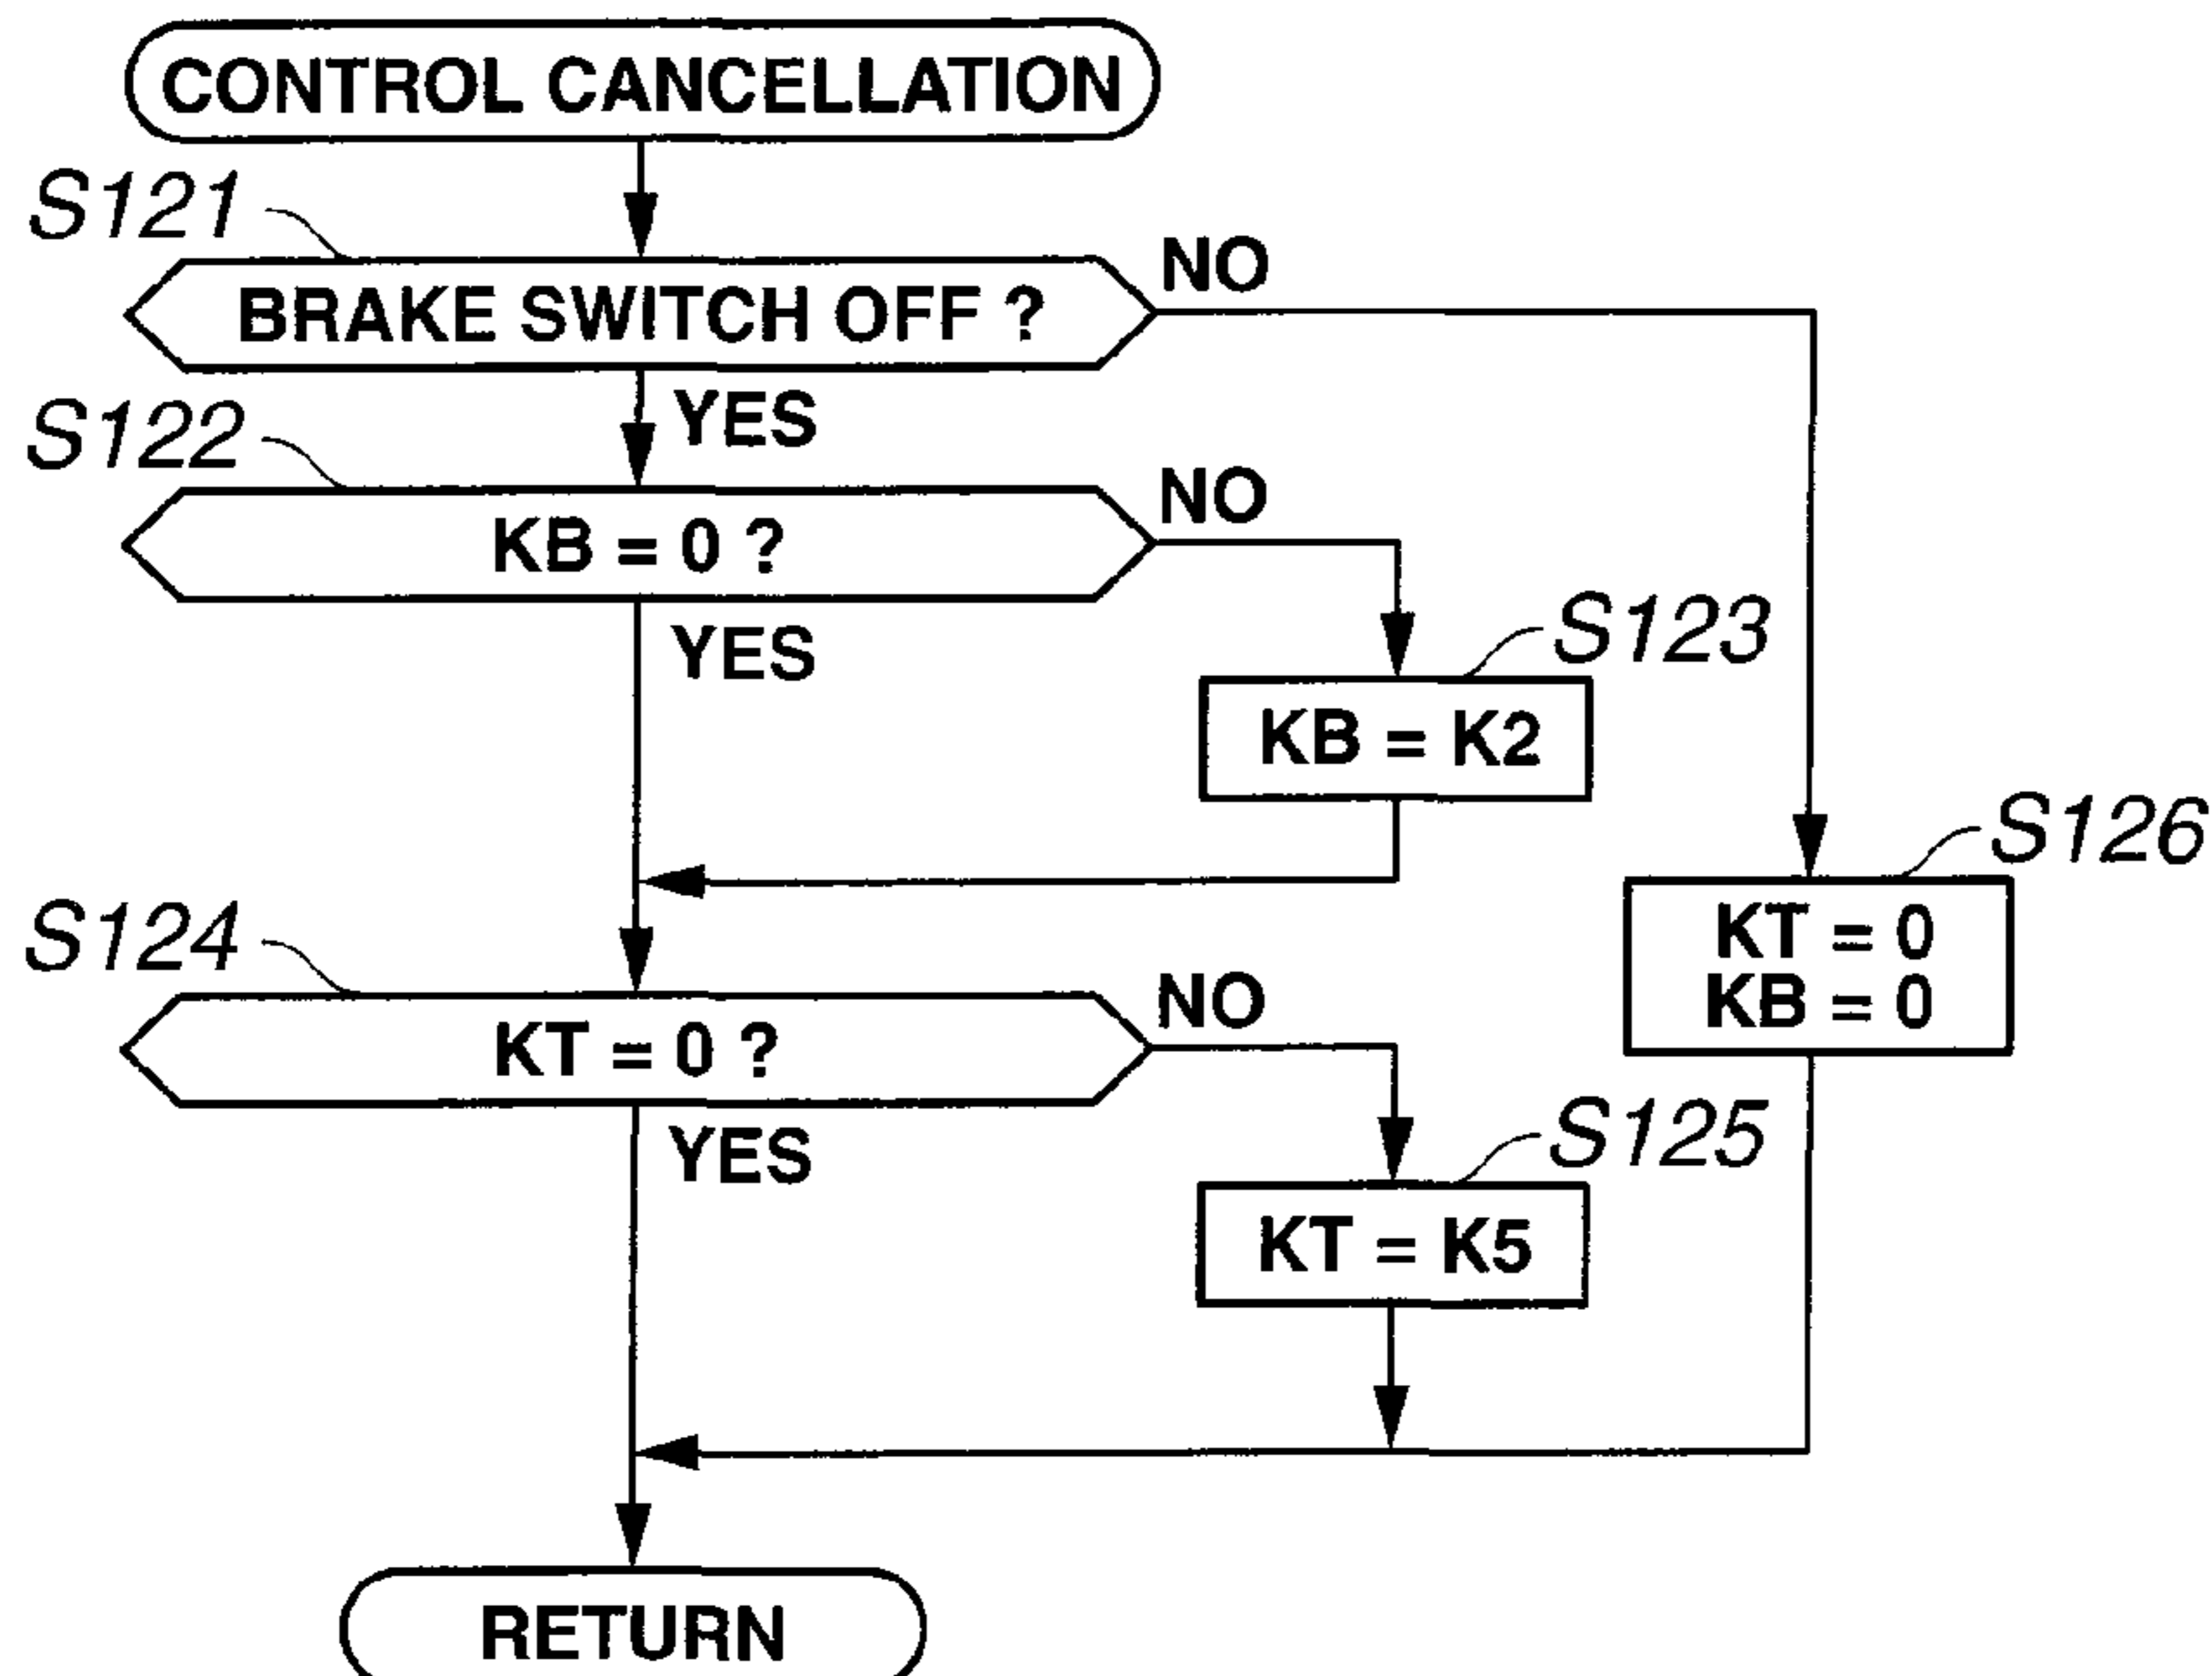 CONTROL CANCELLATION
S121
BRAKE SWITCH OFF ?
NO
YES
S122
KB = 0 ?
NO
YES
S123
KB = K2
S126
KT = 0
KB = 0
S124
KT = 0 ?
NO
YES
S125
KT = K5
RETURN